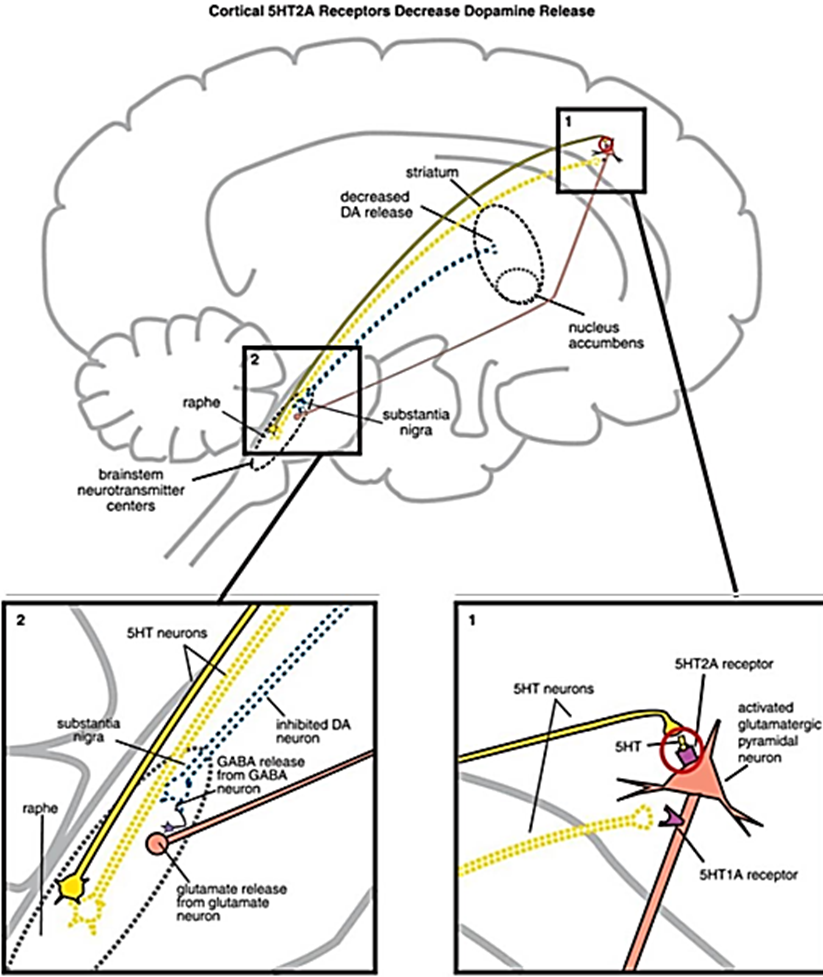 Cortical 5HT2A Receptors Decrease Dopamine Release
1
striatum
decreased
DA release
nucleus
accumbens
2
raphe
substantia
nigra
brainstem
neurotransmitter
centers
2
5HT neurons
substantia
nigra
inhibited DA
neuron
GABA release
from GABA
neuron
raphe
glutamate release
from glutamate
neuron
1
5HT2A receptor
5HT neurons
activated
glutamatergic
pyramidal
neuron
5HT
5HT1A receptor